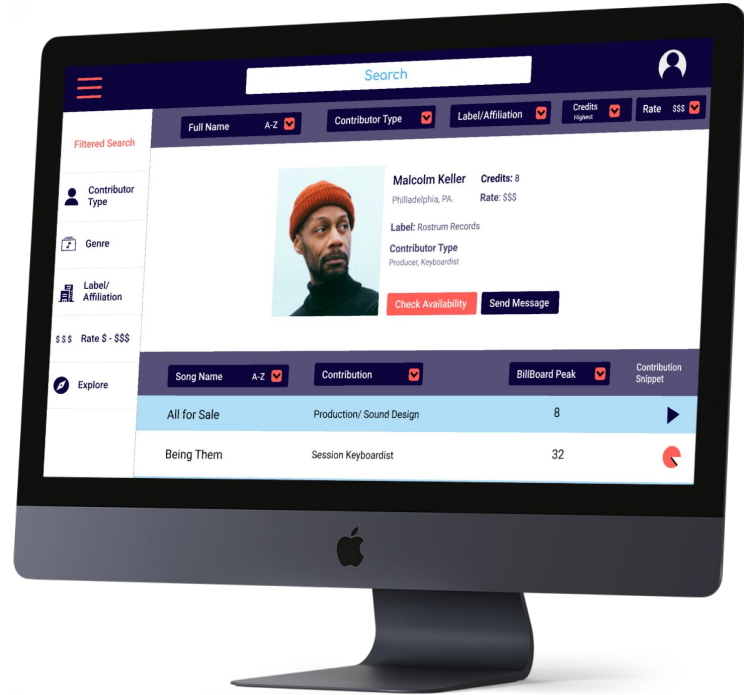 Search
Filtered Search
Full Name A-Z
Contributor Type
Label/Affiliation
Credits
Highest
Rate $$$
Contributor
Type
Genre
Label/
Affiliation
$$$ Rate $ - $$$
Explore
Malcolm Keller Credits: 8
Philladelphia, PA. Rate: $$$
Label: Rostrum Records
Contributor Type
Producer, Keyboardist
Check Availability Send Message
Song Name A-Z
Contribution
BillBoard Peak
Contribution
Snippet
All for Sale Production/ Sound Design 8
Being Them Session Keyboardist 32